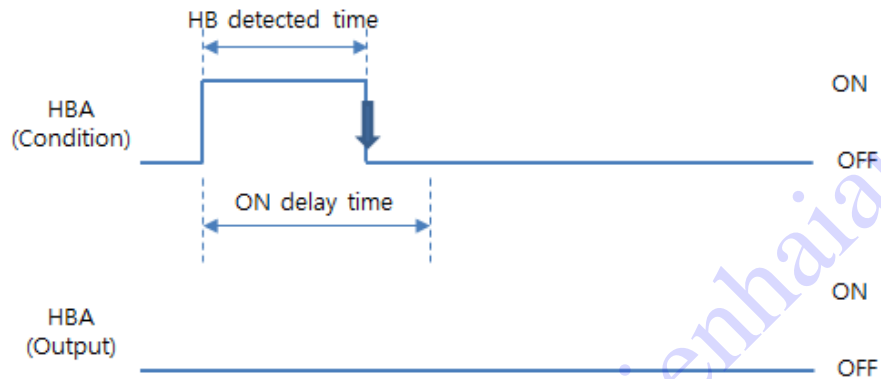 HB detected time
ON
HBA
(Condition)
OFF
ON delay time
ON
HBA
(Output)
OFF